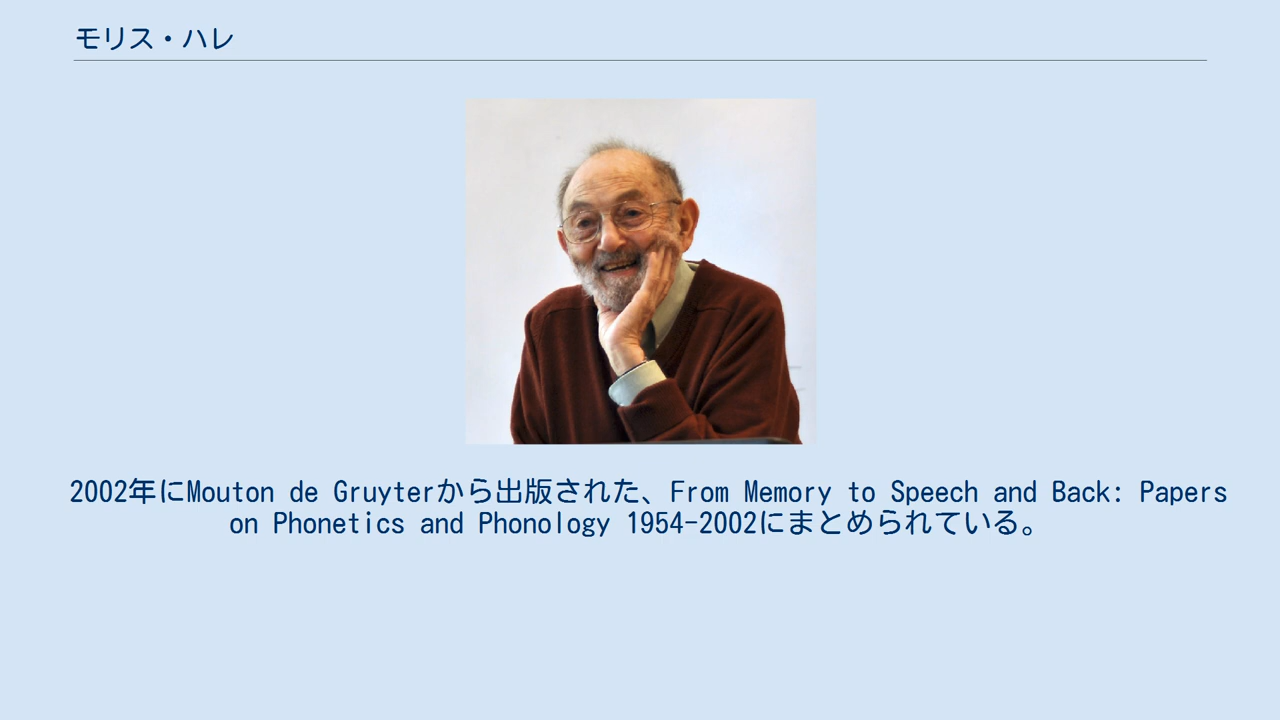 モリス・ハレ
2002年にMouton de Gruyterから出版された、From Memory to Speech and Back: Papers
on Phonetics and Phonology 1954-2002にまとめられている。